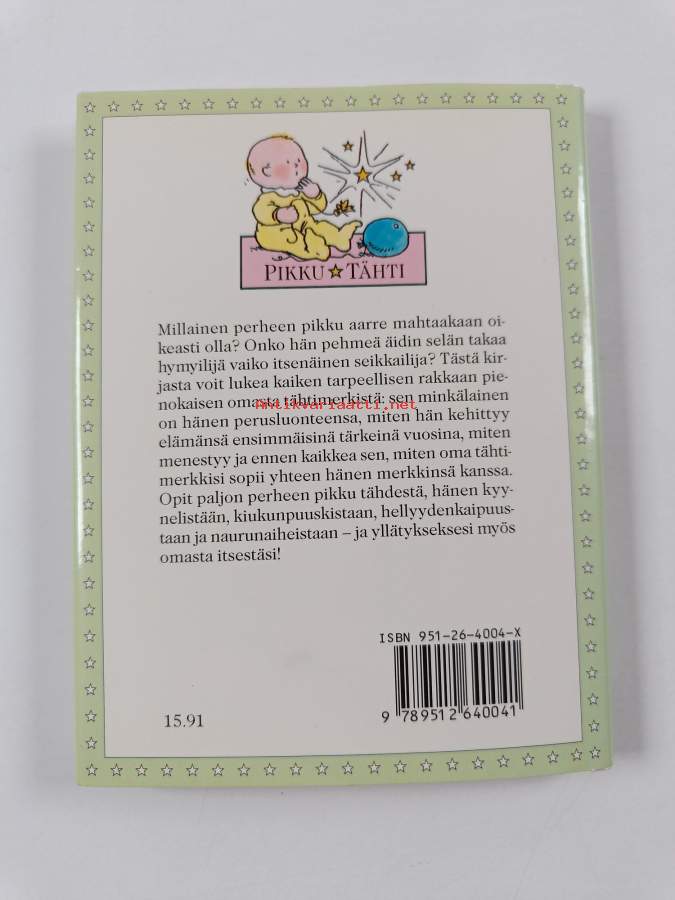 PIKKU TÄHTI
Millainen perheen pikku aarre mahtaakaan oi-
keasti olla? Onko hän pehmeä äidin selän takaa
hymyilijä vaiko itsenäinen seikkailija? Tästä kir-
jasta voit lukea kaiken tarpeellisen rakkaan pie-
nokaisen omasta tähtimerkistä: sen minkälainen
Antikvariaatti.net
on hänen perusluonteensa, miten hän kehittyy
elämänsä ensimmäisinä tärkeinä vuosina, miten
menestyy ja ennen kaikkea sen, miten oma tähti-
merkkisi sopii yhteen hänen merkkinsä kanssa.
Opit paljon perheen pikku tähdestä, hänen kyy-
nelistään, kiukunpuuskistaan, hellyydenkaipuus-
taan ja naurunaiheistaan – ja yllätykseksesi myös
omasta itsestäsi!
ISBN 951-26-4004-X
9 789512 640041
15.91